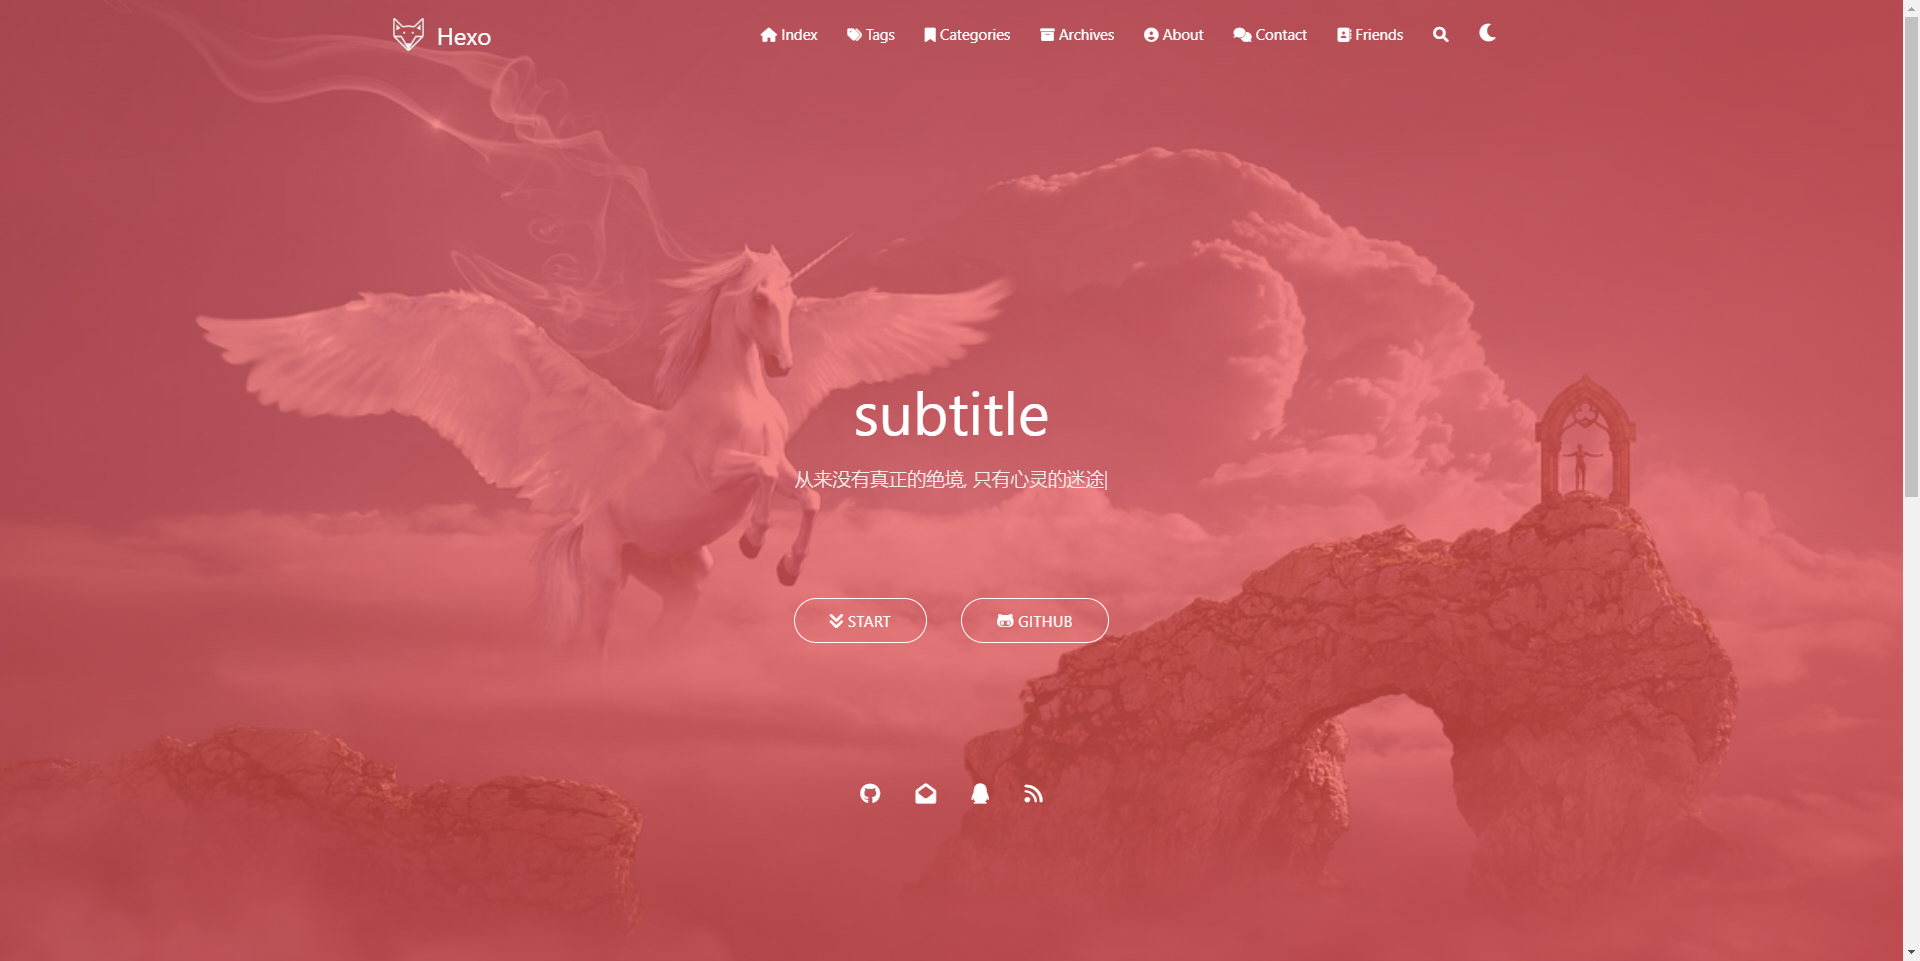 Hexo
Index Tags Categories Archives About Contact Friends
subtitle
从来没有真正的绝境, 只有心灵的迷途|
START GITHUB